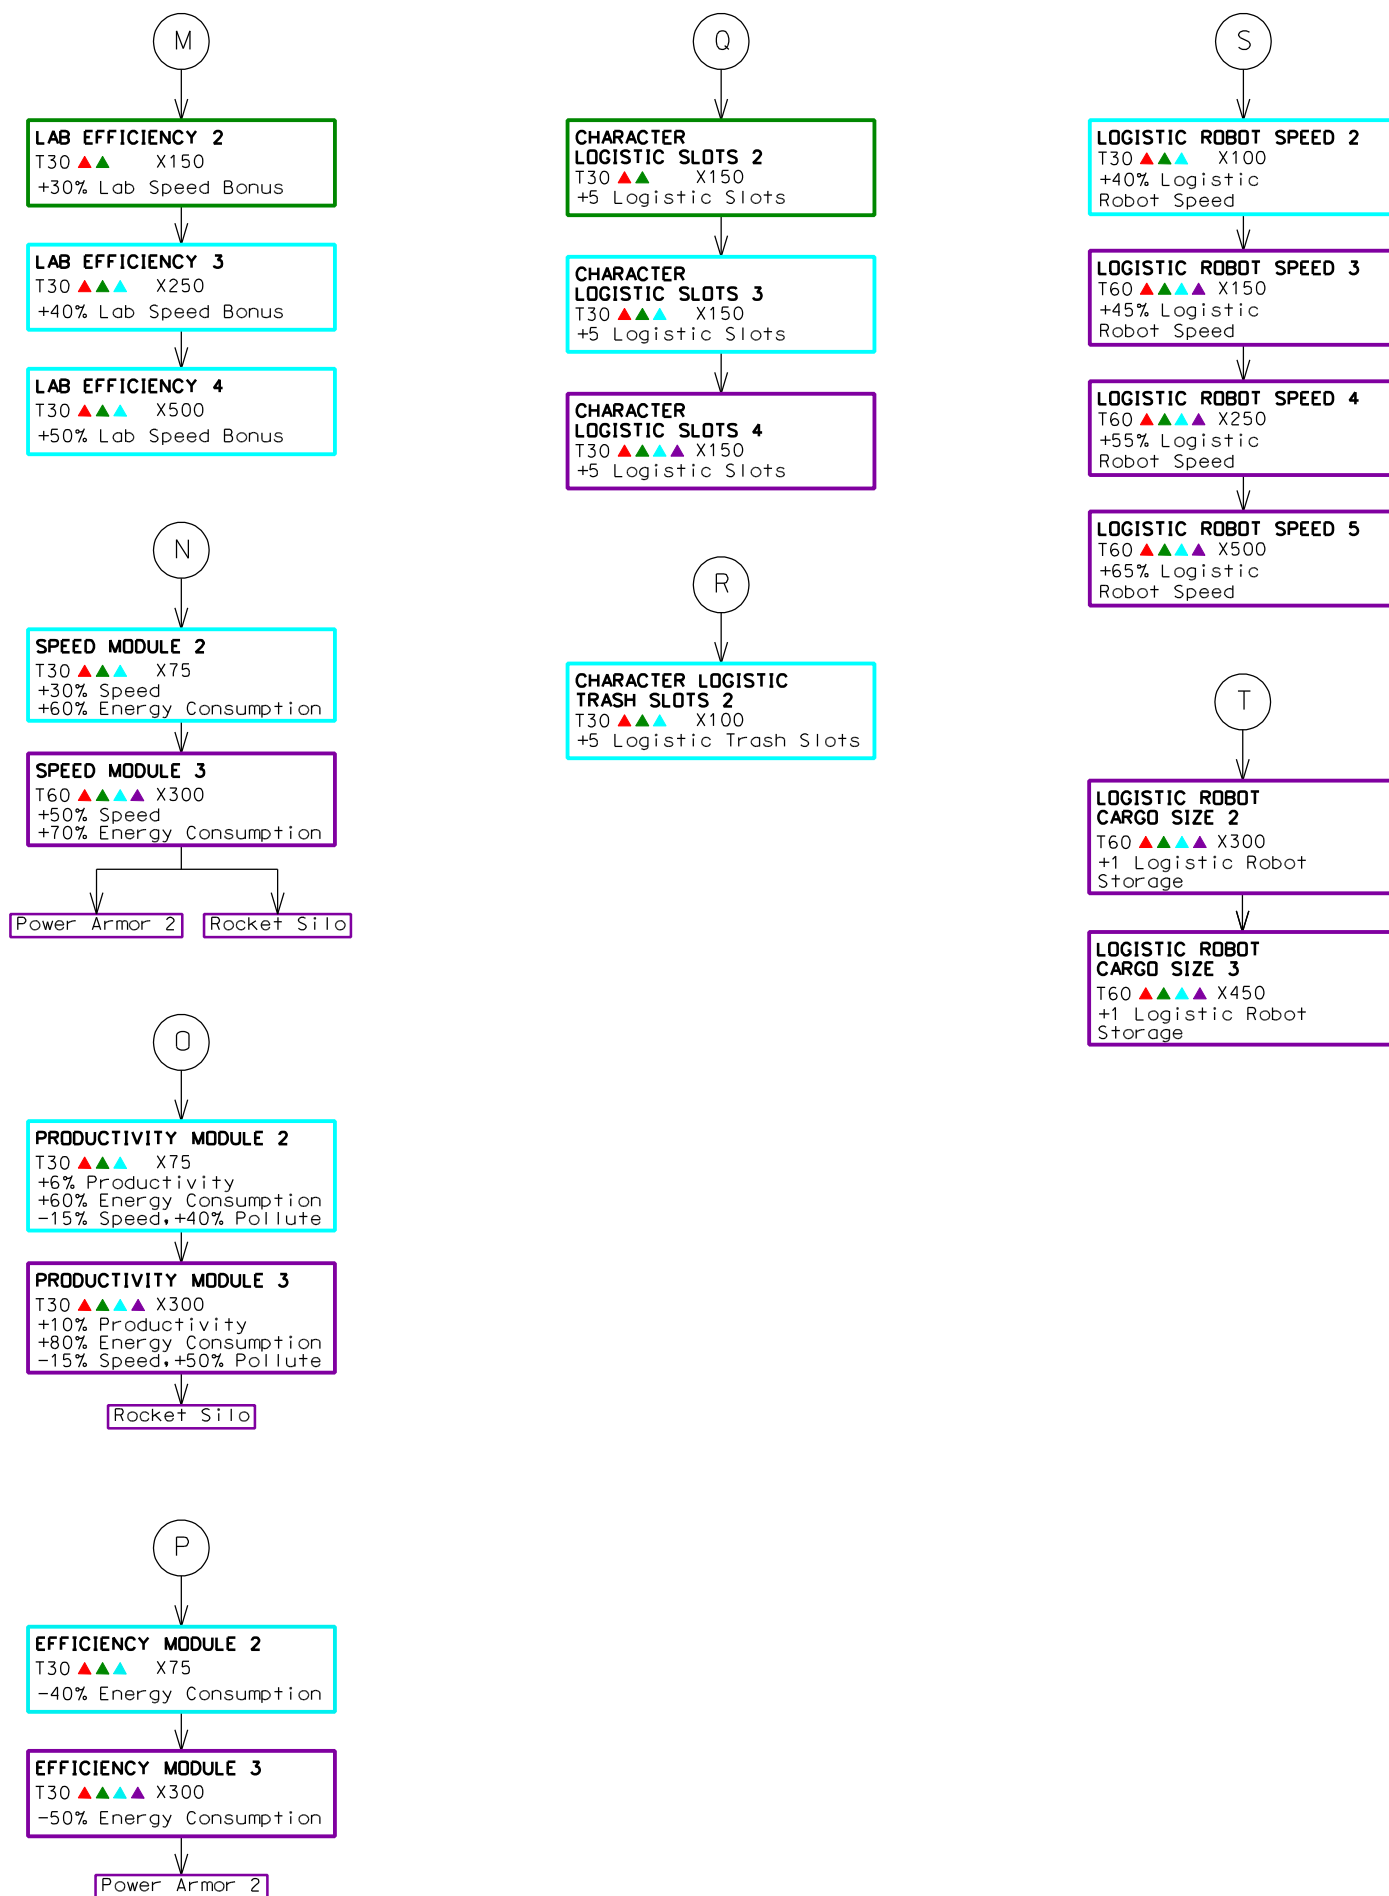 M
LAB EFFICIENCY 2
T30 X150
+30% Lab Speed Bonus
LAB EFFICIENCY 3
T30 X250
+40% Lab Speed Bonus
LAB EFFICIENCY 4
T30 X500
+50% Lab Speed Bonus
N
SPEED MODULE 2
T30 X75
+30% Speed
+60% Energy Consumption
SPEED MODULE 3
T60 X300
+50% Speed
+70% Energy Consumption
Power Armor 2
Rocket Silo
O
PRODUCTIVITY MODULE 2
T30 X75
+6% Productivity
+60% Energy Consumption
-15% Speed,+40% Pollute
PRODUCTIVITY MODULE 3
T30 X300
+10% Productivity
+80% Energy Consumption
-15% Speed,+50% Pollute
Rocket Silo
P
EFFICIENCY MODULE 2
T30 X75
-40% Energy Consumption
EFFICIENCY MODULE 3
T30 X300
-50% Energy Consumption
Power Armor 2
Q
CHARACTER
LOGISTIC SLOTS 2
T30 X150
+5 Logistic Slots
CHARACTER
LOGISTIC SLOTS 3
T30 X150
+5 Logistic Slots
CHARACTER
LOGISTIC SLOTS 4
T30 X150
+5 Logistic Slots
R
CHARACTER LOGISTIC
TRASH SLOTS 2
T30 X100
+5 Logistic Trash Slots
S
LOGISTIC ROBOT SPEED 2
T30 X100
+40% Logistic
Robot Speed
LOGISTIC ROBOT SPEED 3
T60 X150
+45% Logistic
Robot Speed
LOGISTIC ROBOT SPEED 4
T60 X250
+55% Logistic
Robot Speed
LOGISTIC ROBOT SPEED 5
T60 X500
+65% Logistic
Robot Speed
T
LOGISTIC ROBOT
CARGO SIZE 2
T60 X300
+1 Logistic Robot
Storage
LOGISTIC ROBOT
CARGO SIZE 3
T60 X450
+1 Logistic Robot
Storage